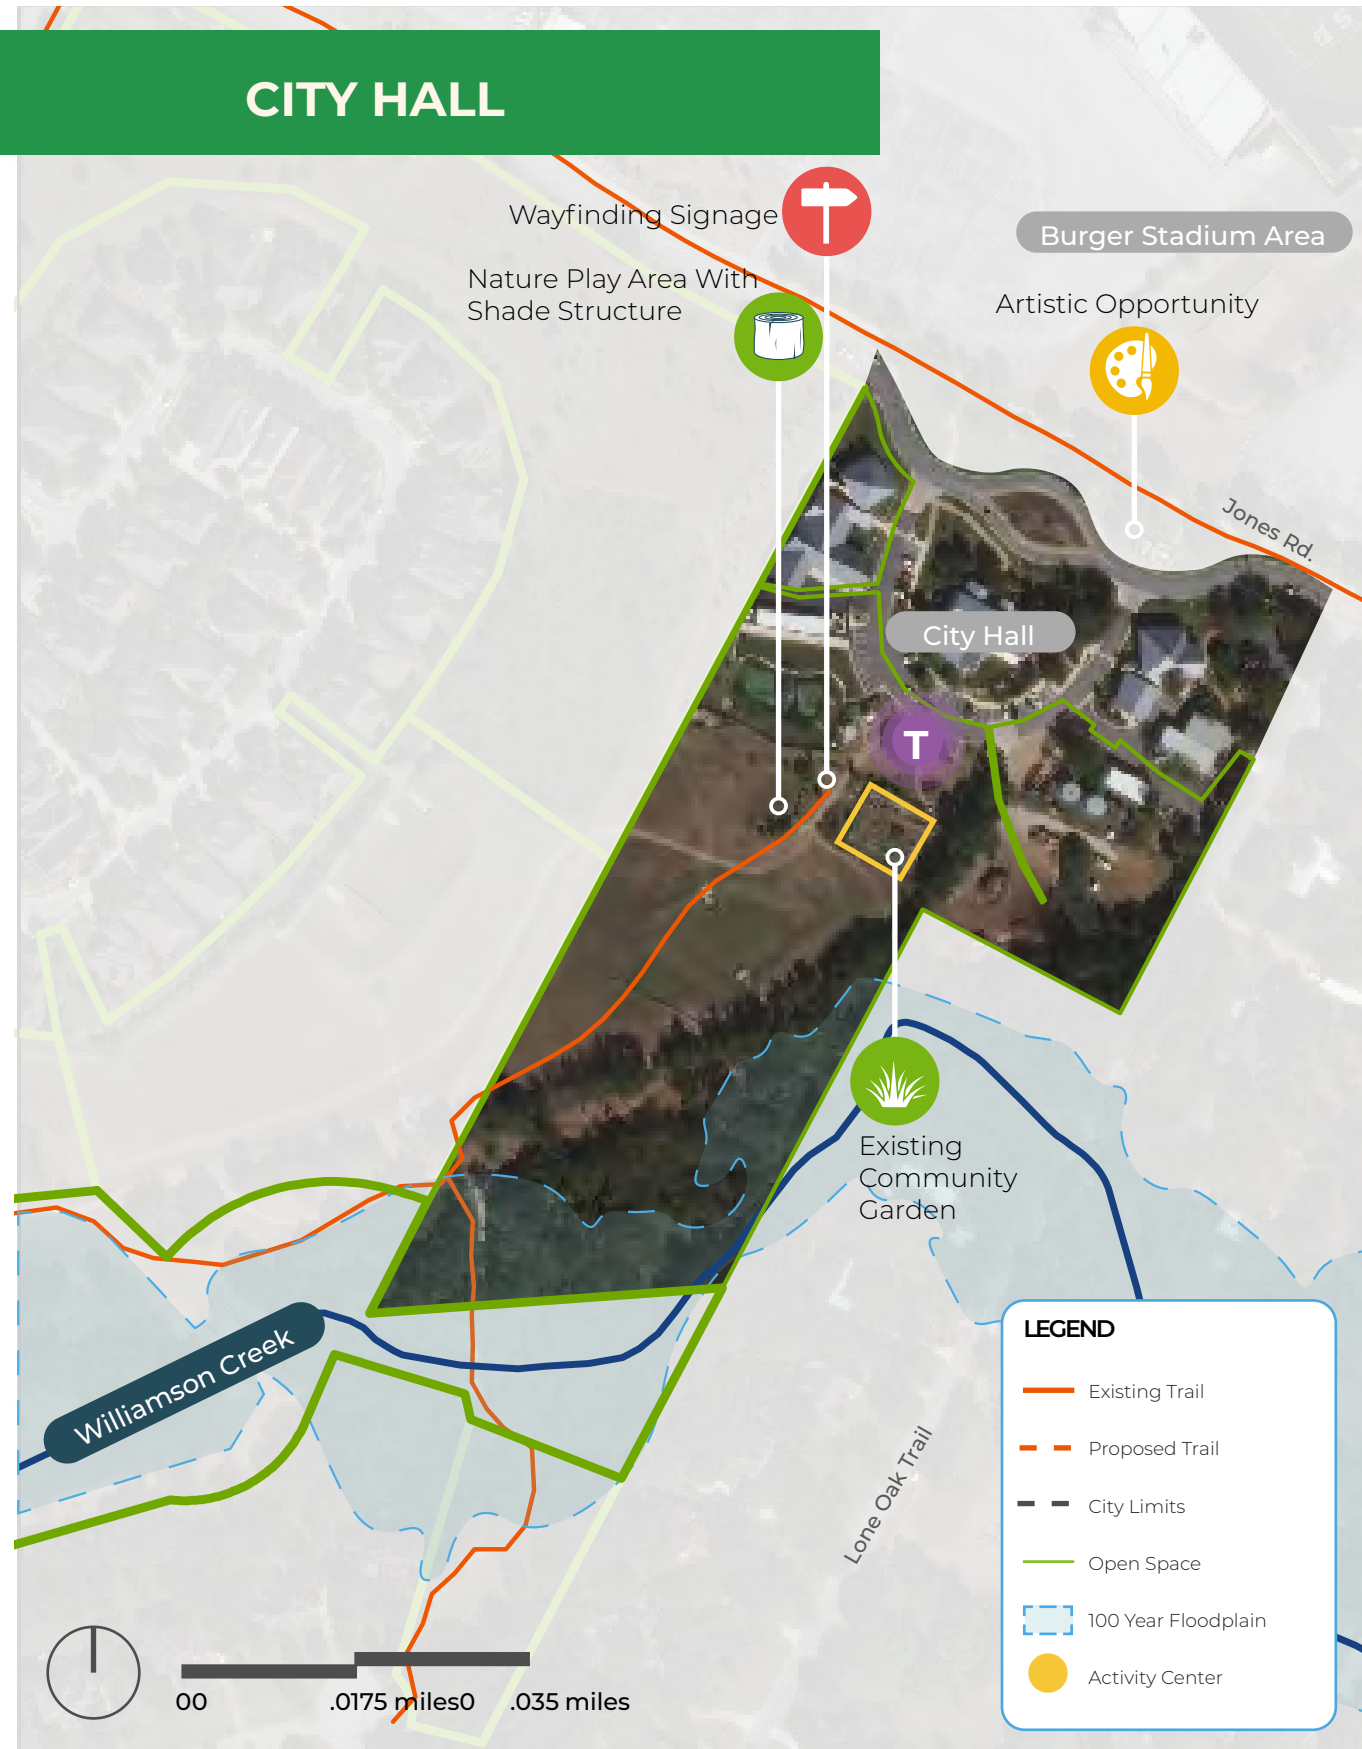 CITY HALL
Wayfinding Signage
Burger Stadium Area
Nature Play Area With
Shade Structure
Artistic Opportunity
Jones Rd.
City Hall
T
Existing
Community
Garden
Williamson Creek
Lone Oak Trail
LEGEND
Existing Trail
Proposed Trail
City Limits
Open Space
100 Year Floodplain
Activity Center
00 .0175 miles0 .035 miles